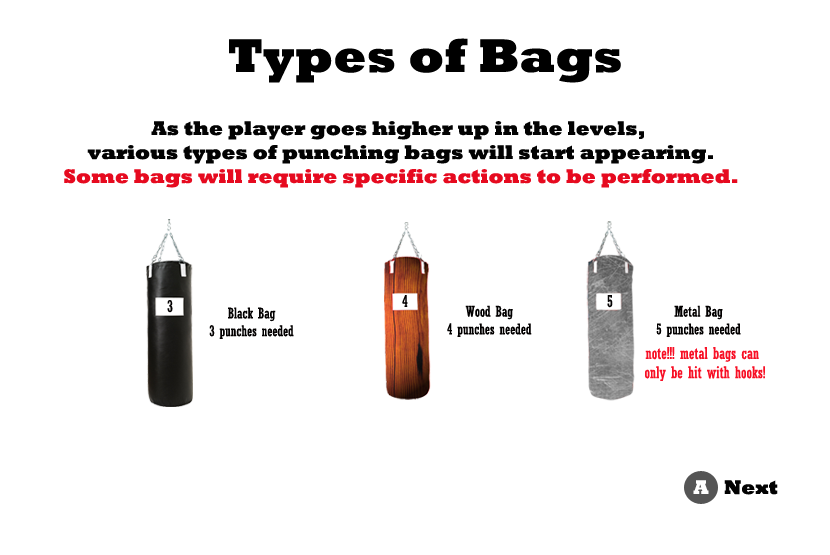 Types of Bags
As the player goes higher up in the levels,
various types of punching bags will start appearing.
Some bags will require specific actions to be performed.
3
Black Bag
3 punches needed
4
Wood Bag
4 punches needed
5
Metal Bag
5 punches needed
note!!! metal bags can
only be hit with hooks!
A Next